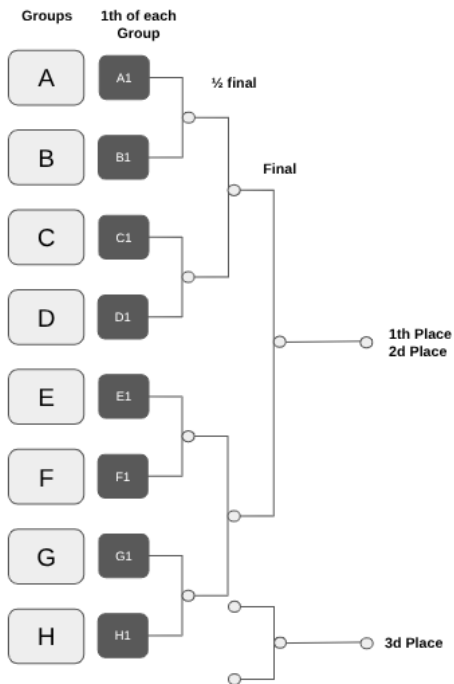 Groups
1th of each
Group
A
A1
½ final
B
B1
Final
C
C1
D
D1
1th Place
2d Place
E
E1
F
F1
G
G1
H
H1
3d Place